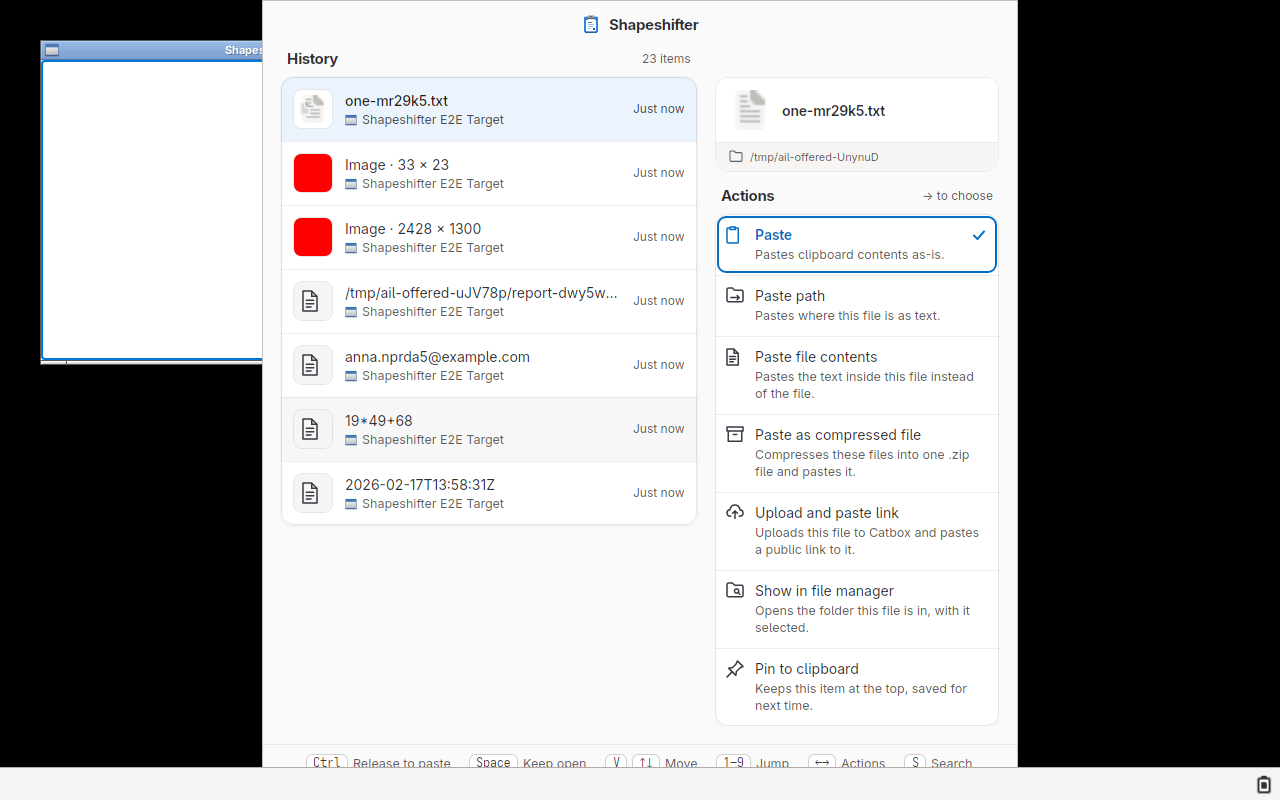 Shapeshifter
History
23 items
one-mr29k5.txt
Shapeshifter E2E Target
Just now
Image · 33 × 23
Shapeshifter E2E Target
Just now
Image · 2428 × 1300
Shapeshifter E2E Target
Just now
/tmp/ail-offered-uJV78p/report-dwy5w...
Shapeshifter E2E Target
Just now
anna.nprda5@example.com
Shapeshifter E2E Target
Just now
19*49+68
Shapeshifter E2E Target
Just now
2026-02-17T13:58:31Z
Shapeshifter E2E Target
Just now
one-mr29k5.txt
/tmp/ail-offered-UnynuD
Actions
→ to choose
Paste
Pastes clipboard contents as-is.
Paste path
Pastes where this file is as text.
Paste file contents
Pastes the text inside this file instead
of the file.
Paste as compressed file
Compresses these files into one .zip
file and pastes it.
Upload and paste link
Uploads this file to Catbox and pastes
a public link to it.
Show in file manager
Opens the folder this file is in, with it
selected.
Pin to clipboard
Keeps this item at the top, saved for
next time.
Ctrl Release to paste Space Keep open V ↑↓ Move 1–9 Jump ↔ Actions S Search